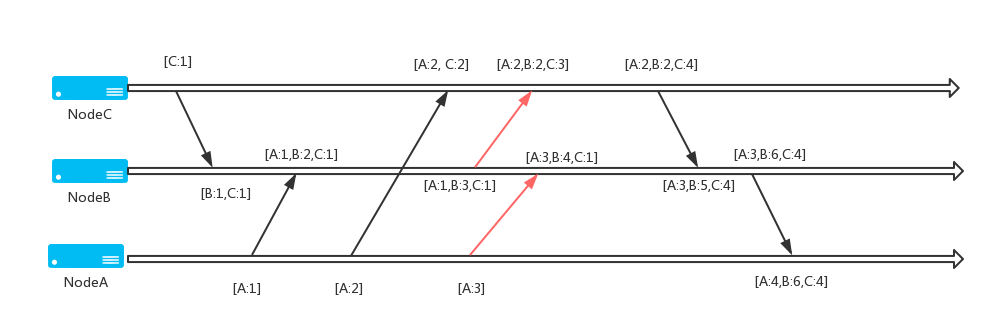 [C:1]
[A:2, C:2]
[A:2,B:2,C:3]
[A:2,B:2,C:4]
NodeC
[A:1,B:2,C:1]
[A:3,B:4,C:1]
[A:3,B:6,C:4]
NodeB
[B:1,C:1]
[A:1,B:3,C:1]
[A:3,B:5,C:4]
NodeA
[A:1]
[A:2]
[A:3]
[A:4,B:6,C:4]